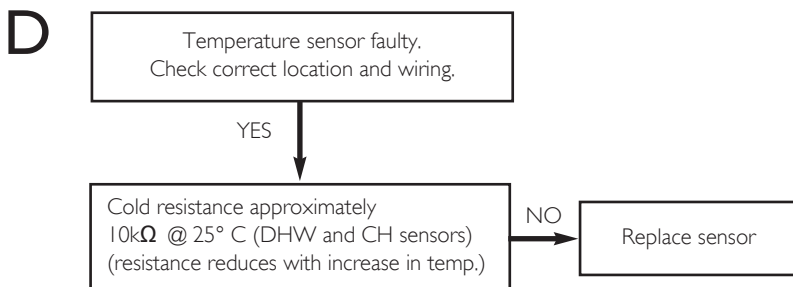 D
Temperature sensor faulty.
Check correct location and wiring.
YES
Cold resistance approximately
10kΩ @ 25° C (DHW and CH sensors)
(resistance reduces with increase in temp.)
NO
Replace sensor